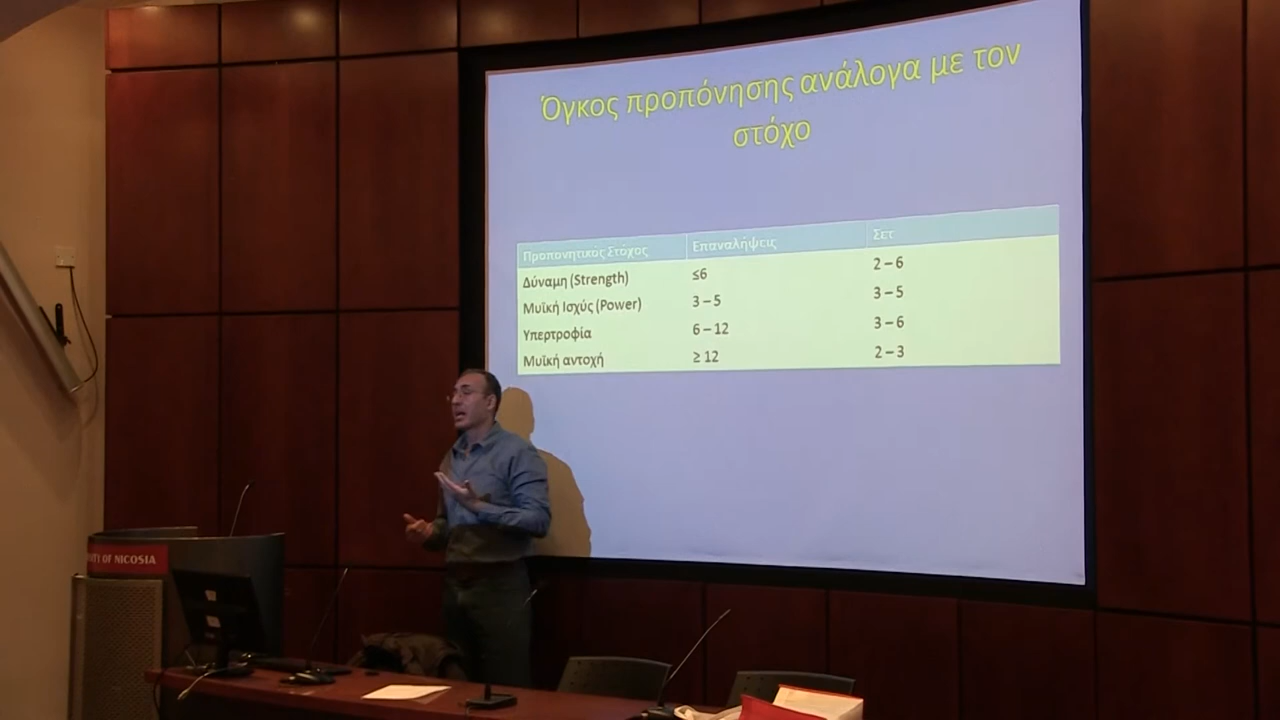 Όγκος προπόνησης ανάλογα με τον
στόχο
Προπονητικός Στόχος Επαναλήψεις Σετ
Δύναμη (Strength) ≤6 2 – 6
Μυϊκή Ισχύς (Power) 3 – 5 3 – 5
Υπερτροφία 6 – 12 3 – 6
Μυϊκή αντοχή ≥ 12 2 – 3
OF NICOSIA